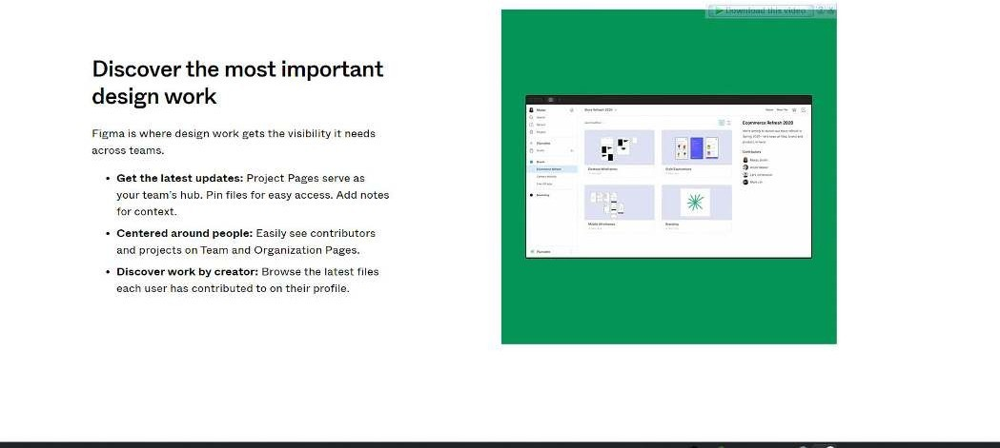 Download this video
Discover the most important
design work
Figma is where design work gets the visibility it needs
across teams.
• Get the latest updates: Project Pages serve as
your team's hub. Pin files for easy access. Add notes
for context.
• Centered around people: Easily see contributors
and projects on Team and Organization Pages.
• Discover work by creator: Browse the latest files
each user has contributed to on their profile.
Ecommerce Refresh 2020
Contributors
Branding